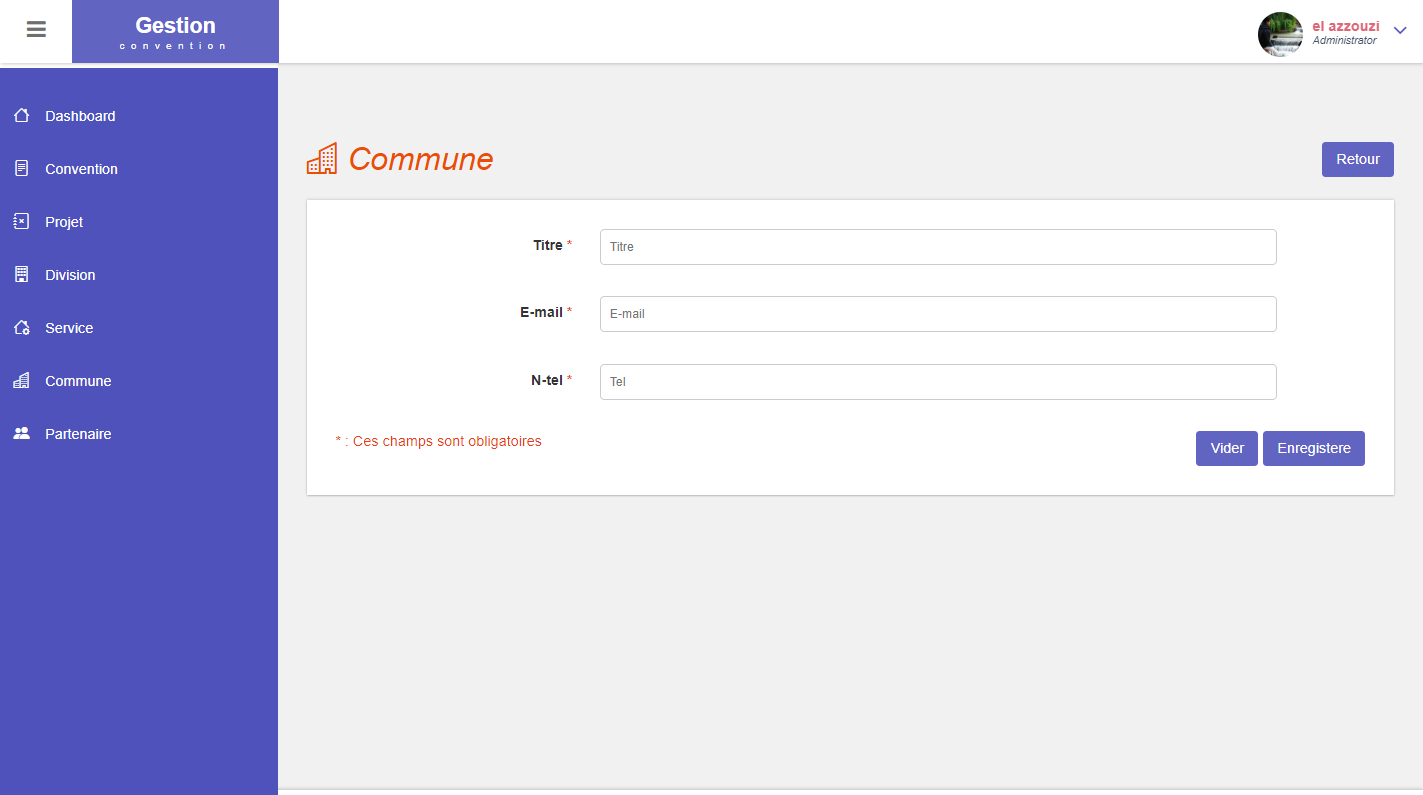 Gestion
convention
el azzouzi
Administrator
Dashboard
Convention
Projet
Division
Service
Commune
Partenaire
Commune
Retour
Titre *
Titre
E-mail *
E-mail
N-tel *
Tel
* : Ces champs sont obligatoires
Vider
Enregistere